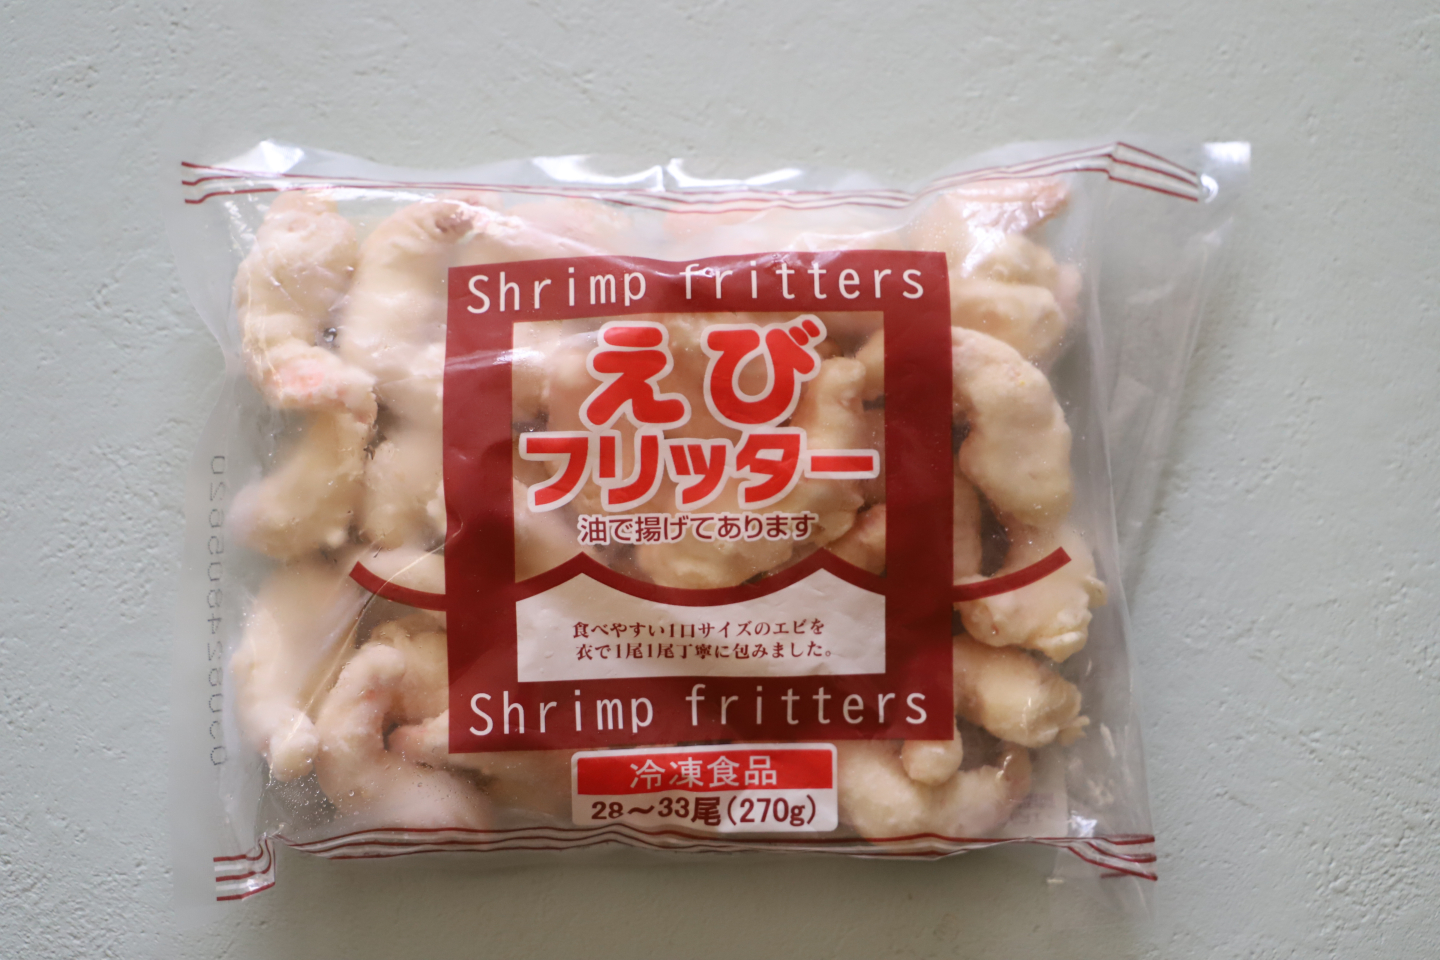 Shrimp fritters
えび
フリッター
油で揚げてあります
食べやすい1口サイズのエビを
衣で1尾1尾丁寧に包みました。
Shrimp fritters
冷凍食品
28～33尾(270g)